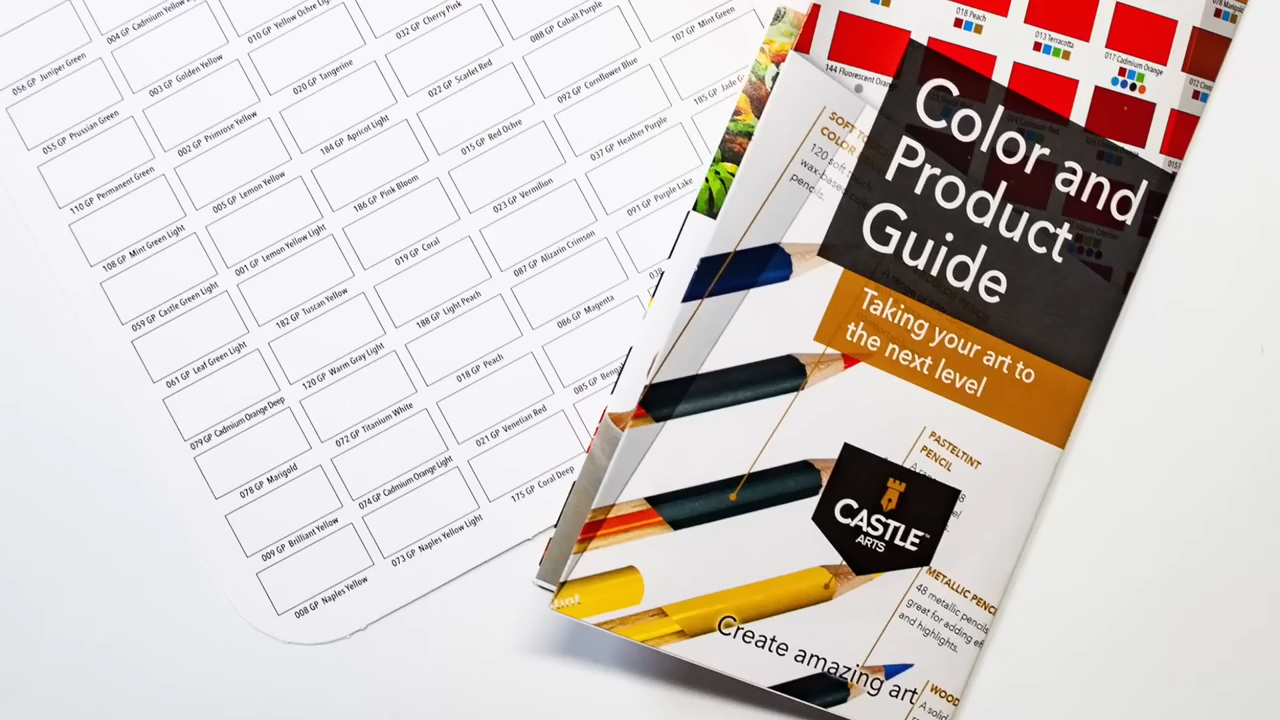 004 GP Cadmium Yellow
010 GP Yellow Ochre Light
032 GP Cherry Pink
088 GP Cobalt Purple
107 GP Mint Green
056 GP Juniper Green
003 GP Golden Yellow
020 GP Tangerine
022 GP Scarlet Red
092 GP Cornflower Blue
185 GP Jade
055 GP Prussian Green
002 GP Primrose Yellow
184 GP Apricot Light
015 GP Red Ochre
037 GP Heather Purple
110 GP Permanent Green
005 GP Lemon Yellow
186 GP Pink Bloom
023 GP Vermilion
091 GP Purple Lake
108 GP Mint Green Light
001 GP Lemon Yellow Light
019 GP Coral
087 GP Alizarin Crimson
038
059 GP Castle Green Light
182 GP Tuscan Yellow
188 GP Light Peach
086 GP Magenta
061 GP Leaf Green Light
120 GP Warm Gray Light
018 GP Peach
085 GP
079 GP Cadmium Orange Deep
072 GP Titanium White
021 GP Venetian Red
078 GP Marigold
074 GP Cadmium Orange Light
175 GP Coral Deep
009 GP Brilliant Yellow
073 GP Naples Yellow Light
008 GP Naples Yellow
018 Peach
013 Terracotta
017 Cadmium Orange
078 Marigold
144 Fluorescent
Color and
Product
Guide
Taking your art to
the next level
SOFT
COLOR
120 soft touch
wax-based
pencils.
PASTELTINT
PENCIL
CASTLE™
ARTS
METALLIC
48 metallic pencils
great for adding
and highlights.
Create amazing art
WOOD
A solid